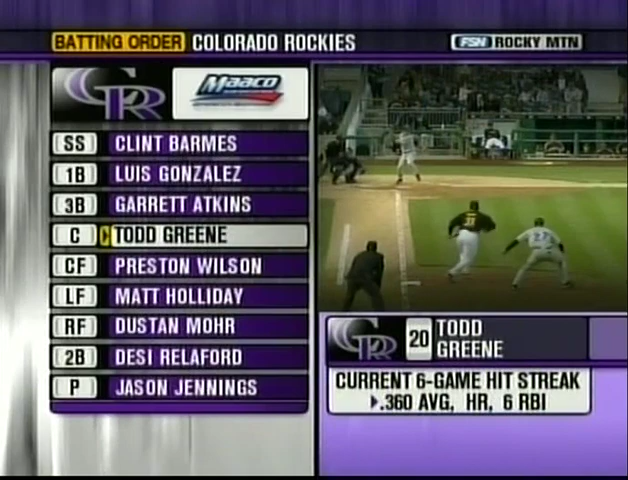 BATTING ORDER COLORADO ROCKIES FSN ROCKY MTN
CR
Maaco
SS CLINT BARMES
1B LUIS GONZALEZ
3B GARRETT ATKINS
C TODD GREENE
CF PRESTON WILSON
LF MATT HOLLIDAY
RF DUSTAN MOHR
2B DESI RELAFORD
P JASON JENNINGS
27
CR 20 TODD
GREENE
CURRENT 6-GAME HIT STREAK
.360 AVG, HR, 6 RBI